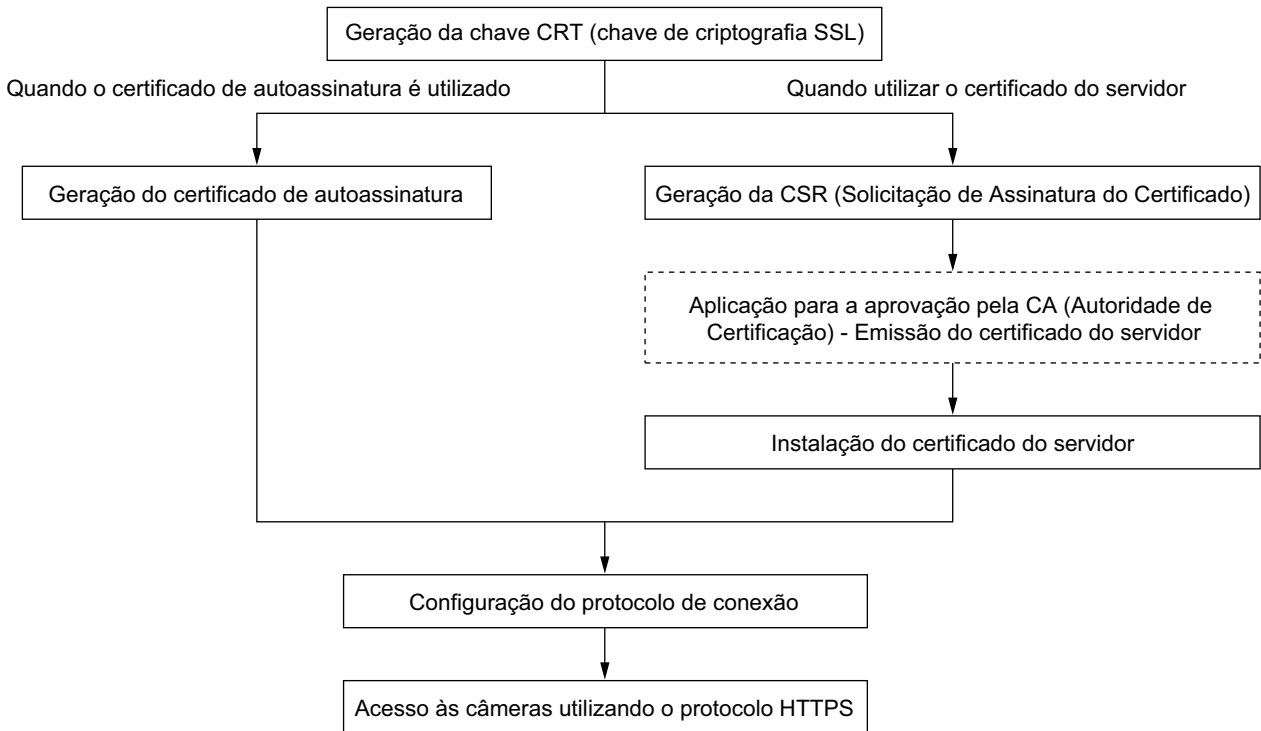 Geração da chave CRT (chave de criptografia SSL)
Quando o certificado de autoassinatura é utilizado
Quando utilizar o certificado do servidor
Geração do certificado de autoassinatura
Geração da CSR (Solicitação de Assinatura do Certificado)
Aplicação para a aprovação pela CA (Autoridade de
Certificação) - Emissão do certificado do servidor
Instalação do certificado do servidor
Configuração do protocolo de conexão
Acesso às câmeras utilizando o protocolo HTTPS